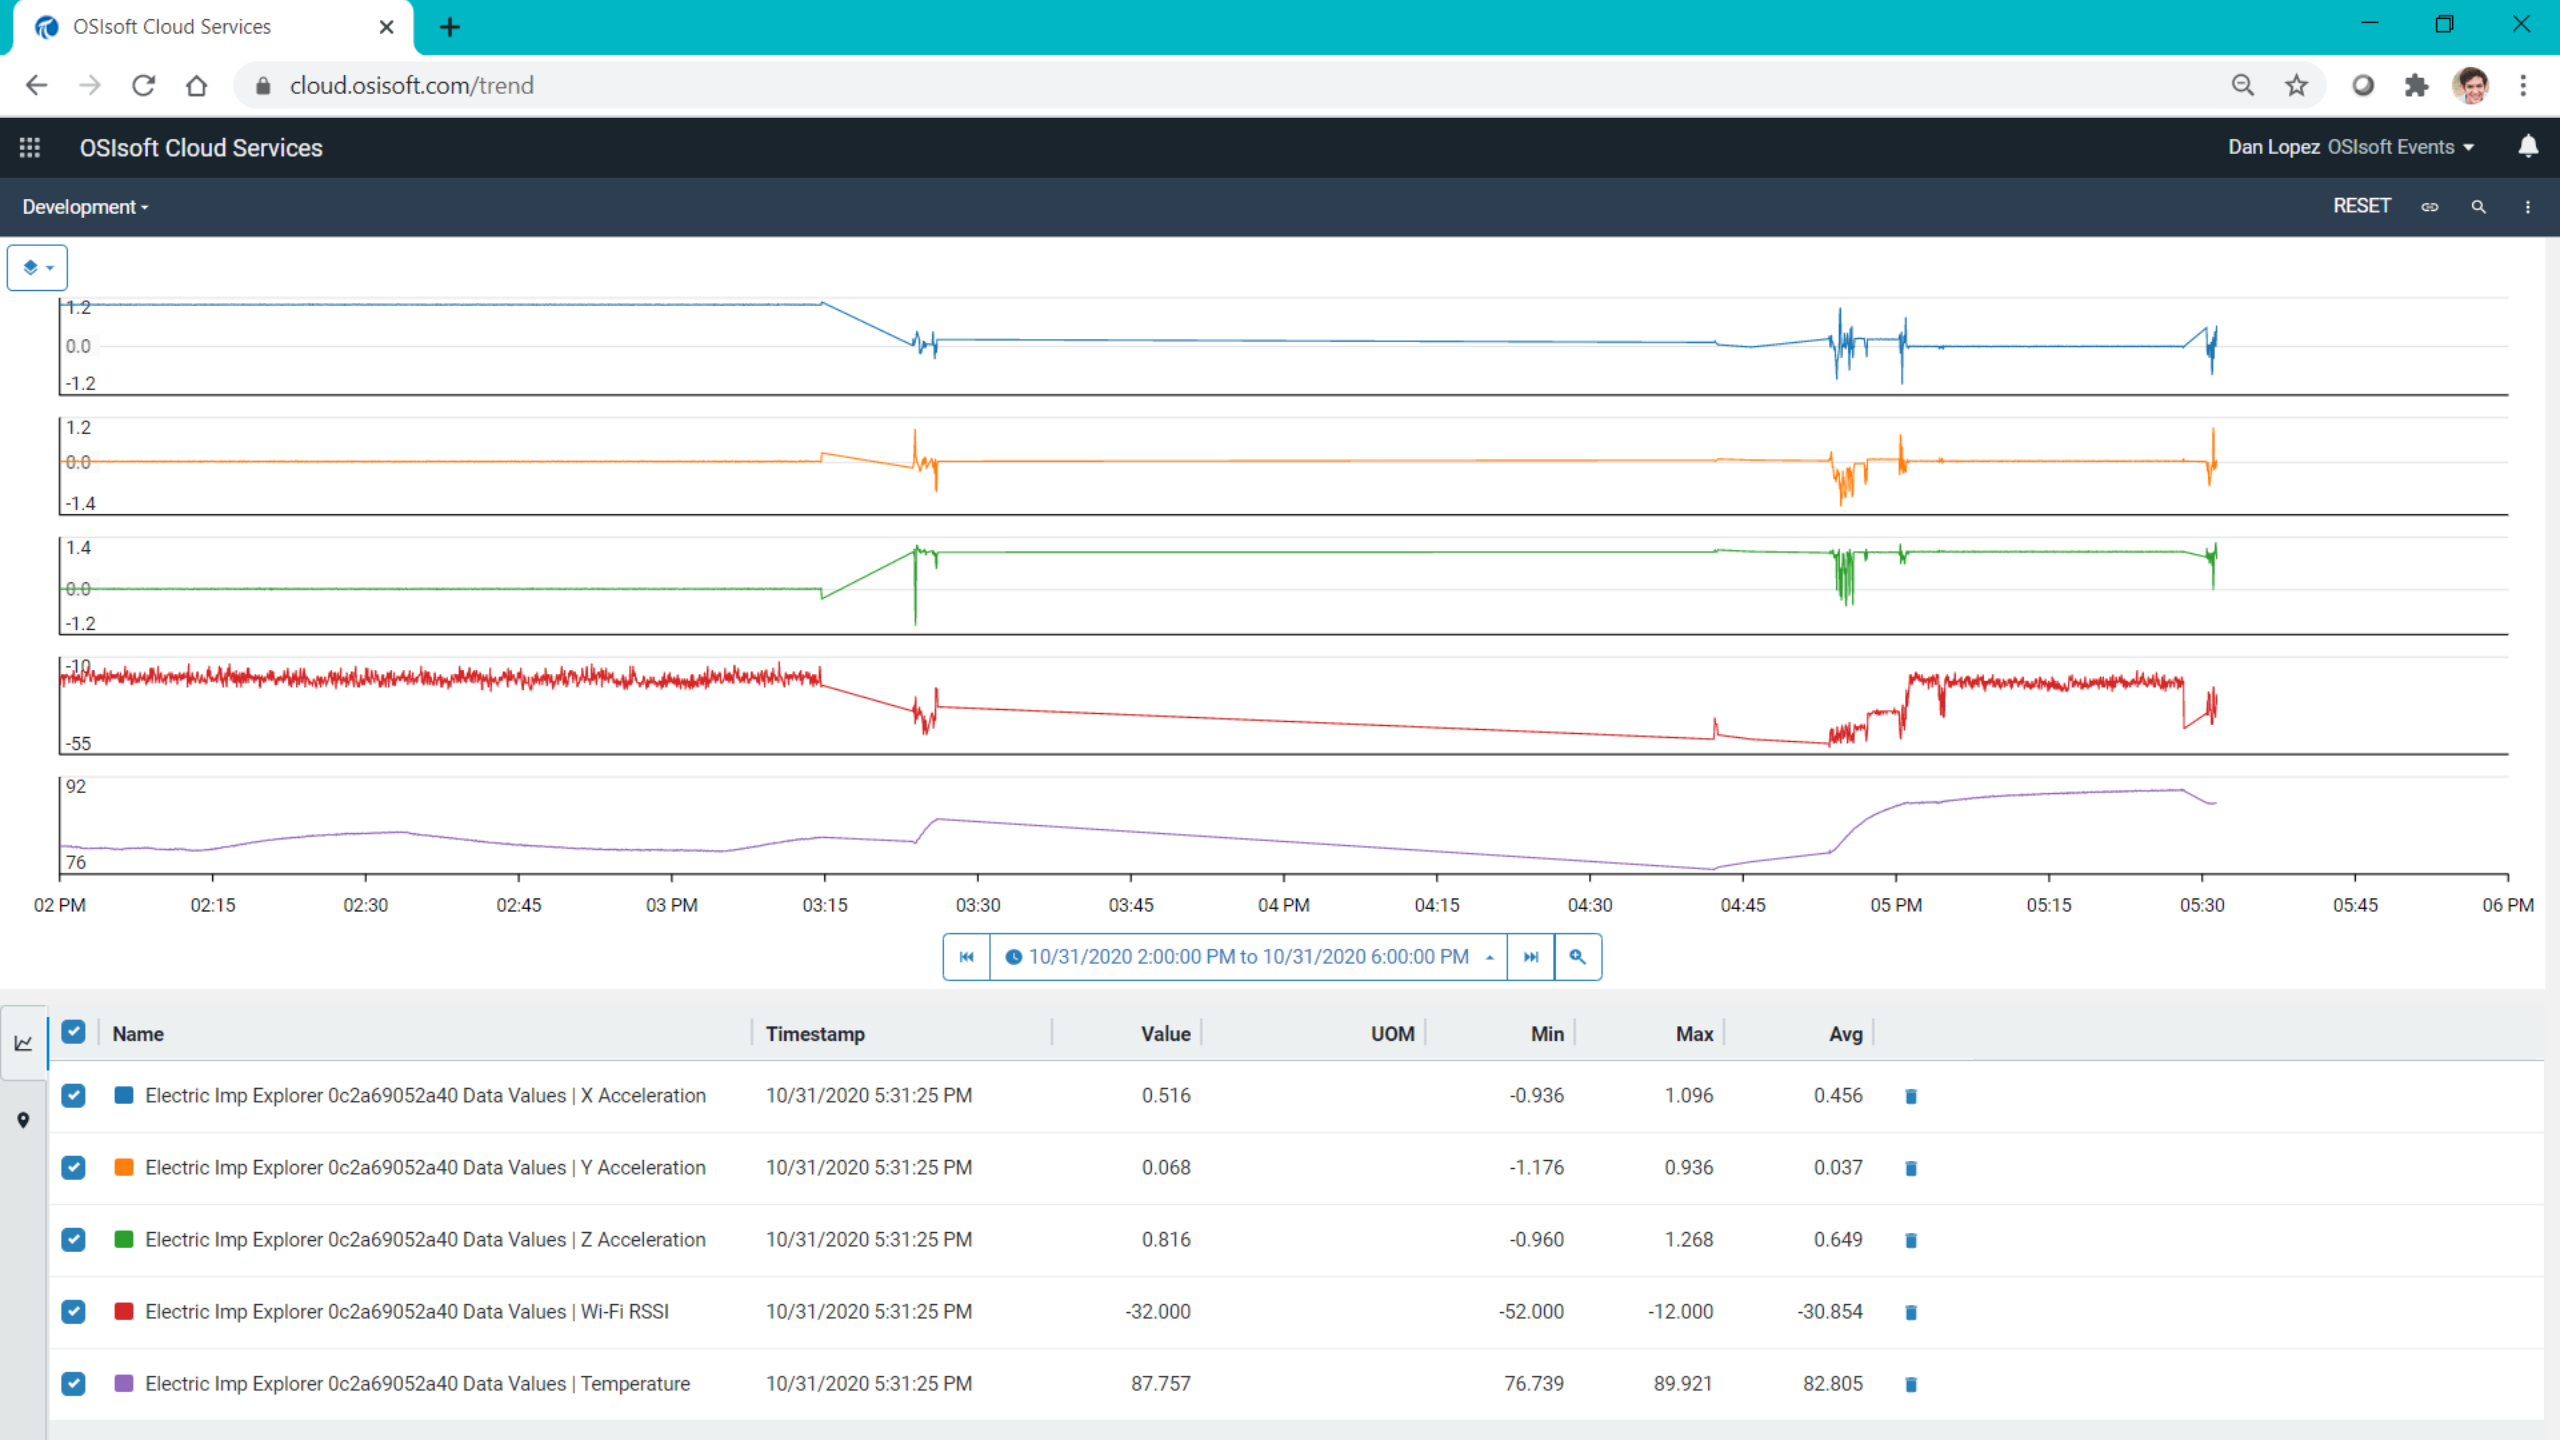 OSIsoft Cloud Services
cloud.osisoft.com/trend
OSIsoft Cloud Services
Dan Lopez OSIsoft Events
Development
RESET
1.2
0.0
-1.2
1.2
0.0
-1.4
1.4
0.0
-1.2
-10
-55
92
76
02 PM 02:15 02:30 02:45 03 PM 03:15 03:30 03:45 04 PM 04:15 04:30 04:45 05 PM 05:15 05:30 05:45 06 PM
10/31/2020 2:00:00 PM to 10/31/2020 6:00:00 PM
Name Timestamp Value UOM Min Max Avg
Electric Imp Explorer 0c2a69052a40 Data Values | X Acceleration 10/31/2020 5:31:25 PM 0.516 -0.936 1.096 0.456
Electric Imp Explorer 0c2a69052a40 Data Values | Y Acceleration 10/31/2020 5:31:25 PM 0.068 -1.176 0.936 0.037
Electric Imp Explorer 0c2a69052a40 Data Values | Z Acceleration 10/31/2020 5:31:25 PM 0.816 -0.960 1.268 0.649
Electric Imp Explorer 0c2a69052a40 Data Values | Wi-Fi RSSI 10/31/2020 5:31:25 PM -32.000 -52.000 -12.000 -30.854
Electric Imp Explorer 0c2a69052a40 Data Values | Temperature 10/31/2020 5:31:25 PM 87.757 76.739 89.921 82.805